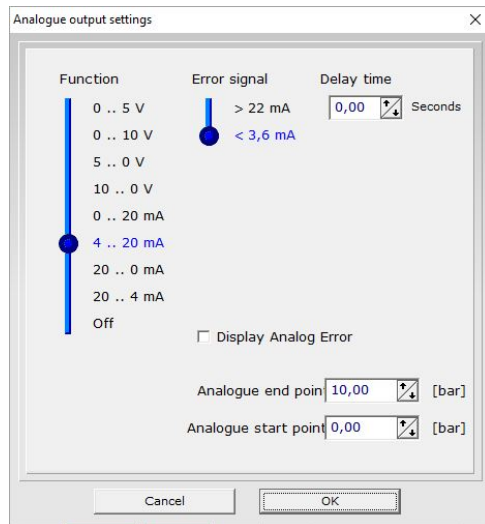 Analogue output settings
Function
Error signal
Delay time
0 .. 5 V
0 .. 10 V
5 .. 0 V
10 .. 0 V
0 .. 20 mA
4 .. 20 mA
20 .. 0 mA
20 .. 4 mA
Off
> 22 mA
< 3,6 mA
0,00 Seconds
Display Analog Error
Analogue end poin 10,00 [bar]
Analogue start point 0,00 [bar]
Cancel
OK